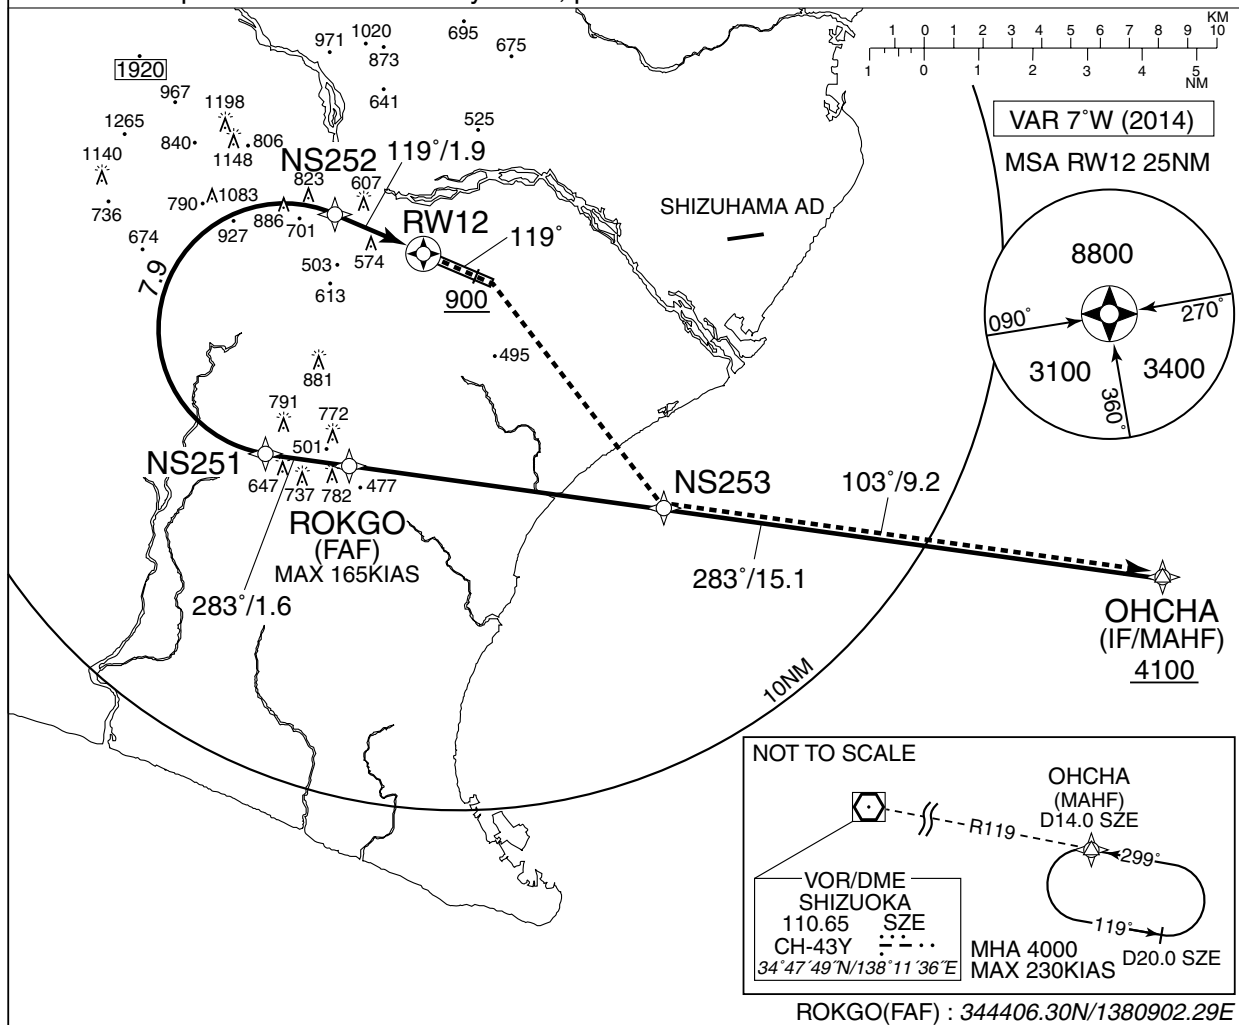 KM
1 0 1 2 3 4 5 6 7 8 9 10
1 0 1 2 3 4 5
NM
VAR 7°W (2014)
MSA RW12 25NM
8800
090°
270°
3100
3400
360°
695
1020
971
873
675
1920
967
641
1198
1265
840
806
525
1148
1140
NS252
119°/1.9
823
607
790
1083
736
886
701
927
RW12
SHIZUHAMA AD
119°
674
574
503
7.9
613
900
495
881
791
772
501
NS251
647
737
782
477
NS253
103°/9.2
ROKGO
(FAF)
MAX 165KIAS
283°/1.6
283°/15.1
OHCHA
(IF/MAHF)
4100
10NM
NOT TO SCALE
OHCHA
(MAHF)
D14.0 SZE
R119
299°
119°
D20.0 SZE
VOR/DME
SHIZUOKA
110.65 SZE
CH-43Y
34°47´49˝N/138°11´36˝E
MHA 4000
MAX 230KIAS
ROKGO(FAF) : 344406.30N/1380902.29E